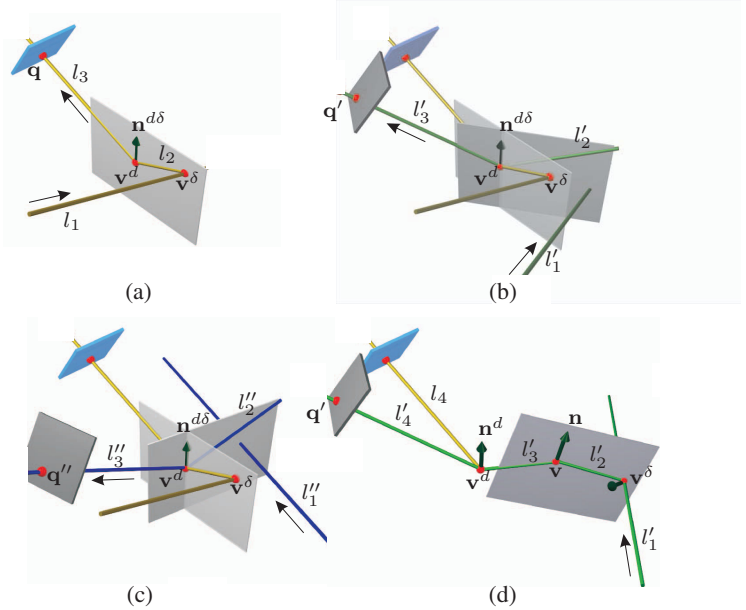 q l₃ n^{dδ} l₂ v^d v^δ l₁
(a)
q′ l′₃ n^{dδ} l′₂ v^d v^δ l′₁
(b)
q″ l″₃ n^{dδ} l″₂ v^d v^δ l″₁
(c)
q′ l₄ l′₄ n^d n l′₃ l′₂ v^d v v^δ l′₁
(d)